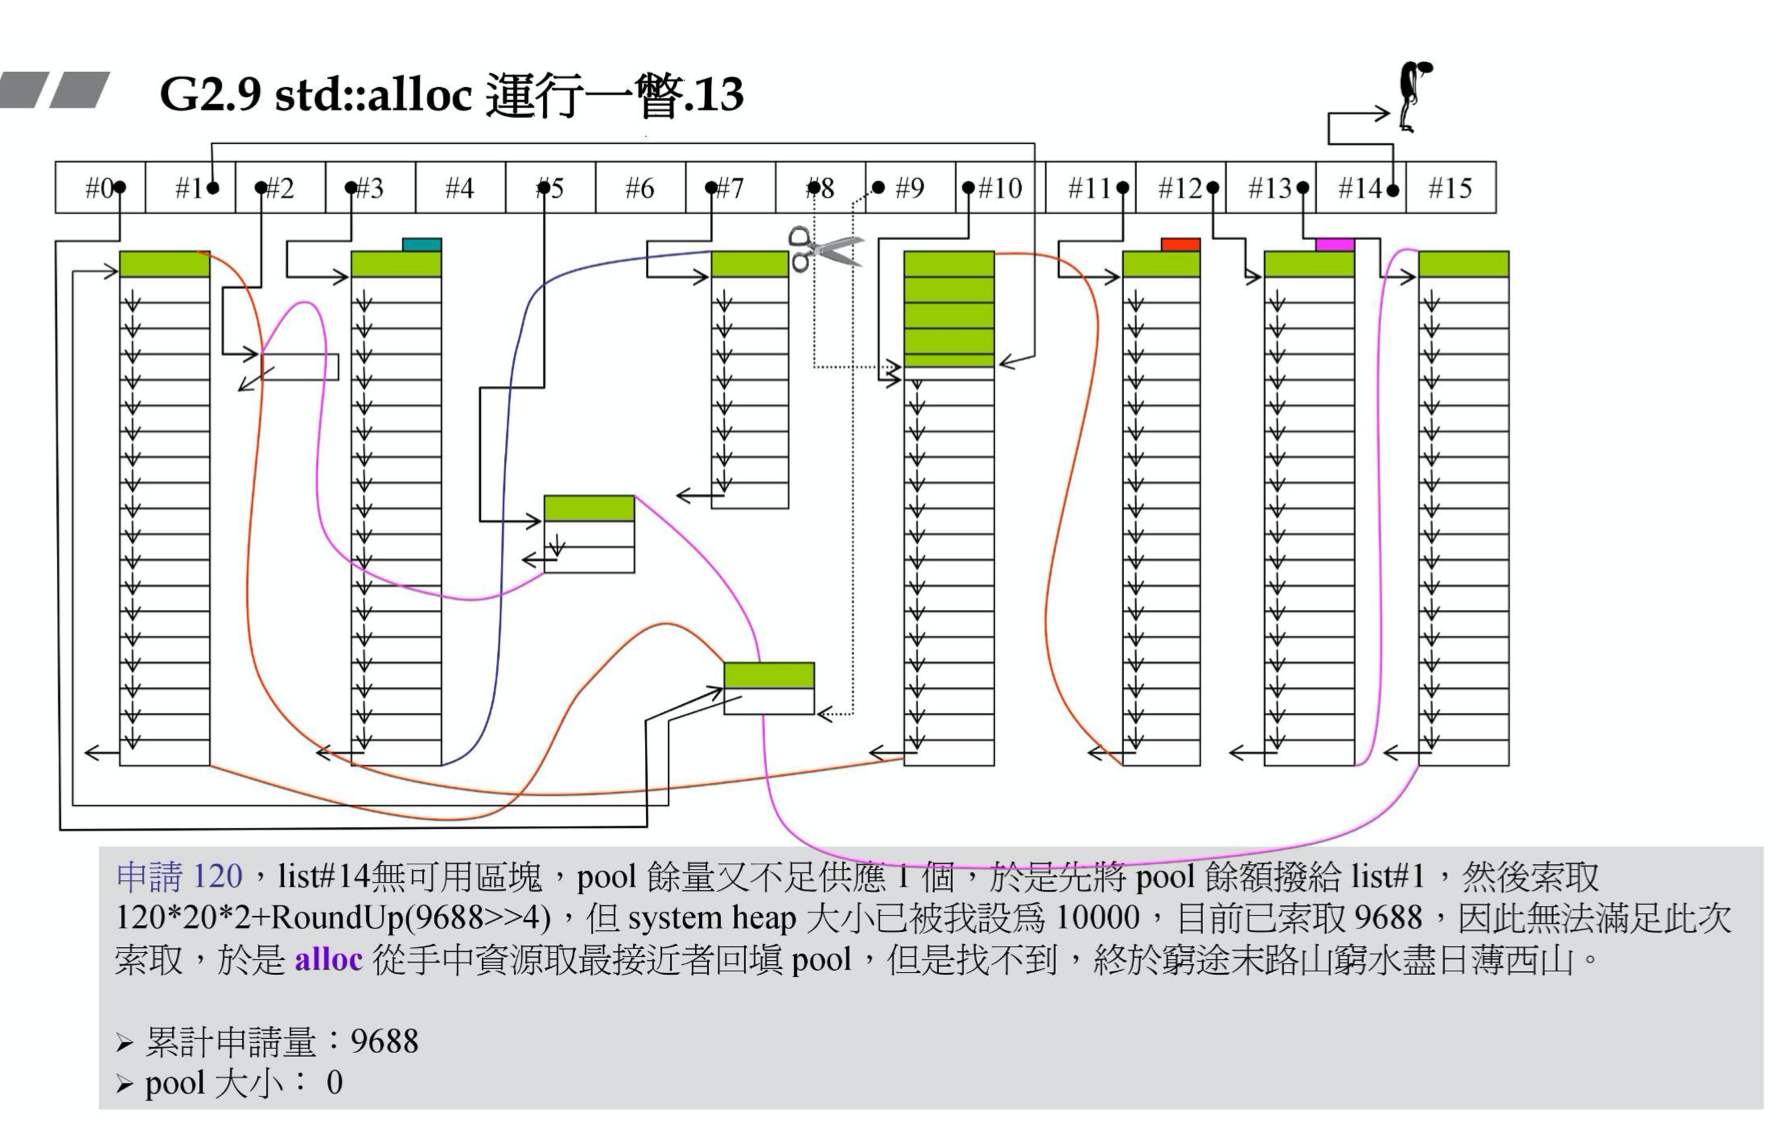 G2.9 std::alloc 運行一瞥.13
#0 #1 #2 #3 #4 #5 #6 #7 #8 #9 #10 #11 #12 #13 #14 #15
申請 120，list#14無可用區塊，pool 餘量又不足供應 1 個，於是先將 pool 餘額撥給 list#1，然後索取
120*20*2+RoundUp(9688>>4)，但 system heap 大小已被我設為 10000，目前已索取 9688，因此無法滿足此次
索取，於是 alloc 從手中資源取最接近者回填 pool，但是找不到，終於窮途末路山窮水盡日薄西山。
➢ 累計申請量：9688
➢ pool 大小： 0